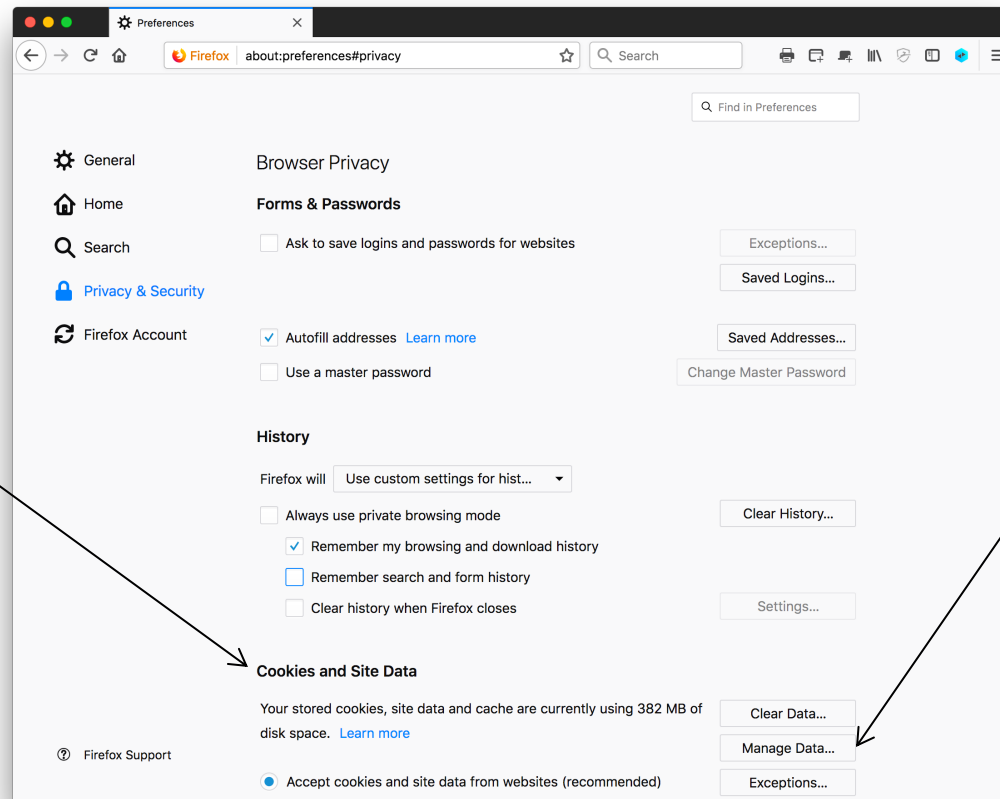 Preferences
Firefox about:preferences#privacy
Search
Find in Preferences
General
Home
Search
Privacy & Security
Firefox Account
Firefox Support
Browser Privacy
Forms & Passwords
Ask to save logins and passwords for websites
Exceptions...
Saved Logins...
Autofill addresses Learn more
Saved Addresses...
Use a master password
Change Master Password
History
Firefox will Use custom settings for hist...
Always use private browsing mode
Clear History...
Remember my browsing and download history
Remember search and form history
Clear history when Firefox closes
Settings...
Cookies and Site Data
Your stored cookies, site data and cache are currently using 382 MB of
disk space. Learn more
Clear Data...
Manage Data...
Accept cookies and site data from websites (recommended)
Exceptions...